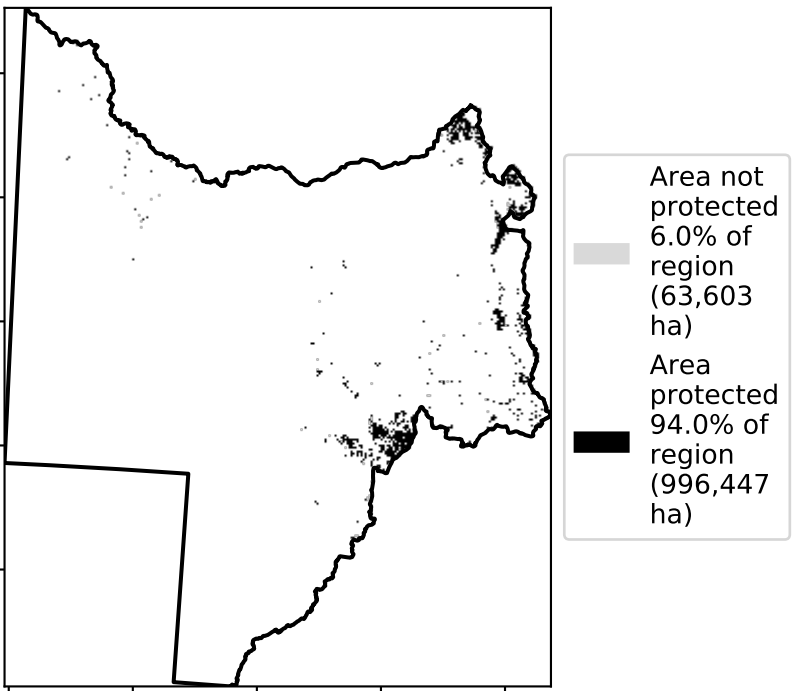 Area not
protected
6.0% of
region
(63,603
ha)
Area
protected
94.0% of
region
(996,447
ha)